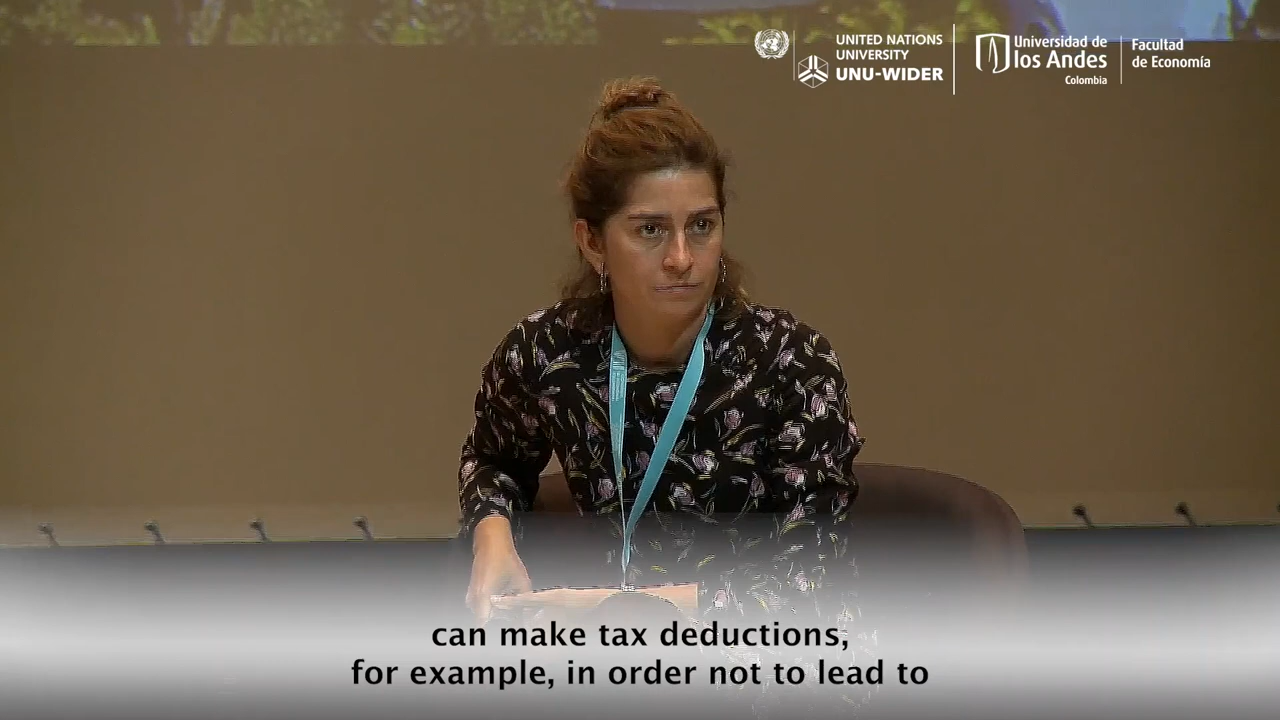 UNITED NATIONS
UNIVERSITY
UNU-WIDER
Universidad de
los Andes
Colombia
Facultad
de Economía
can make tax deductions,
for example, in order not to lead to